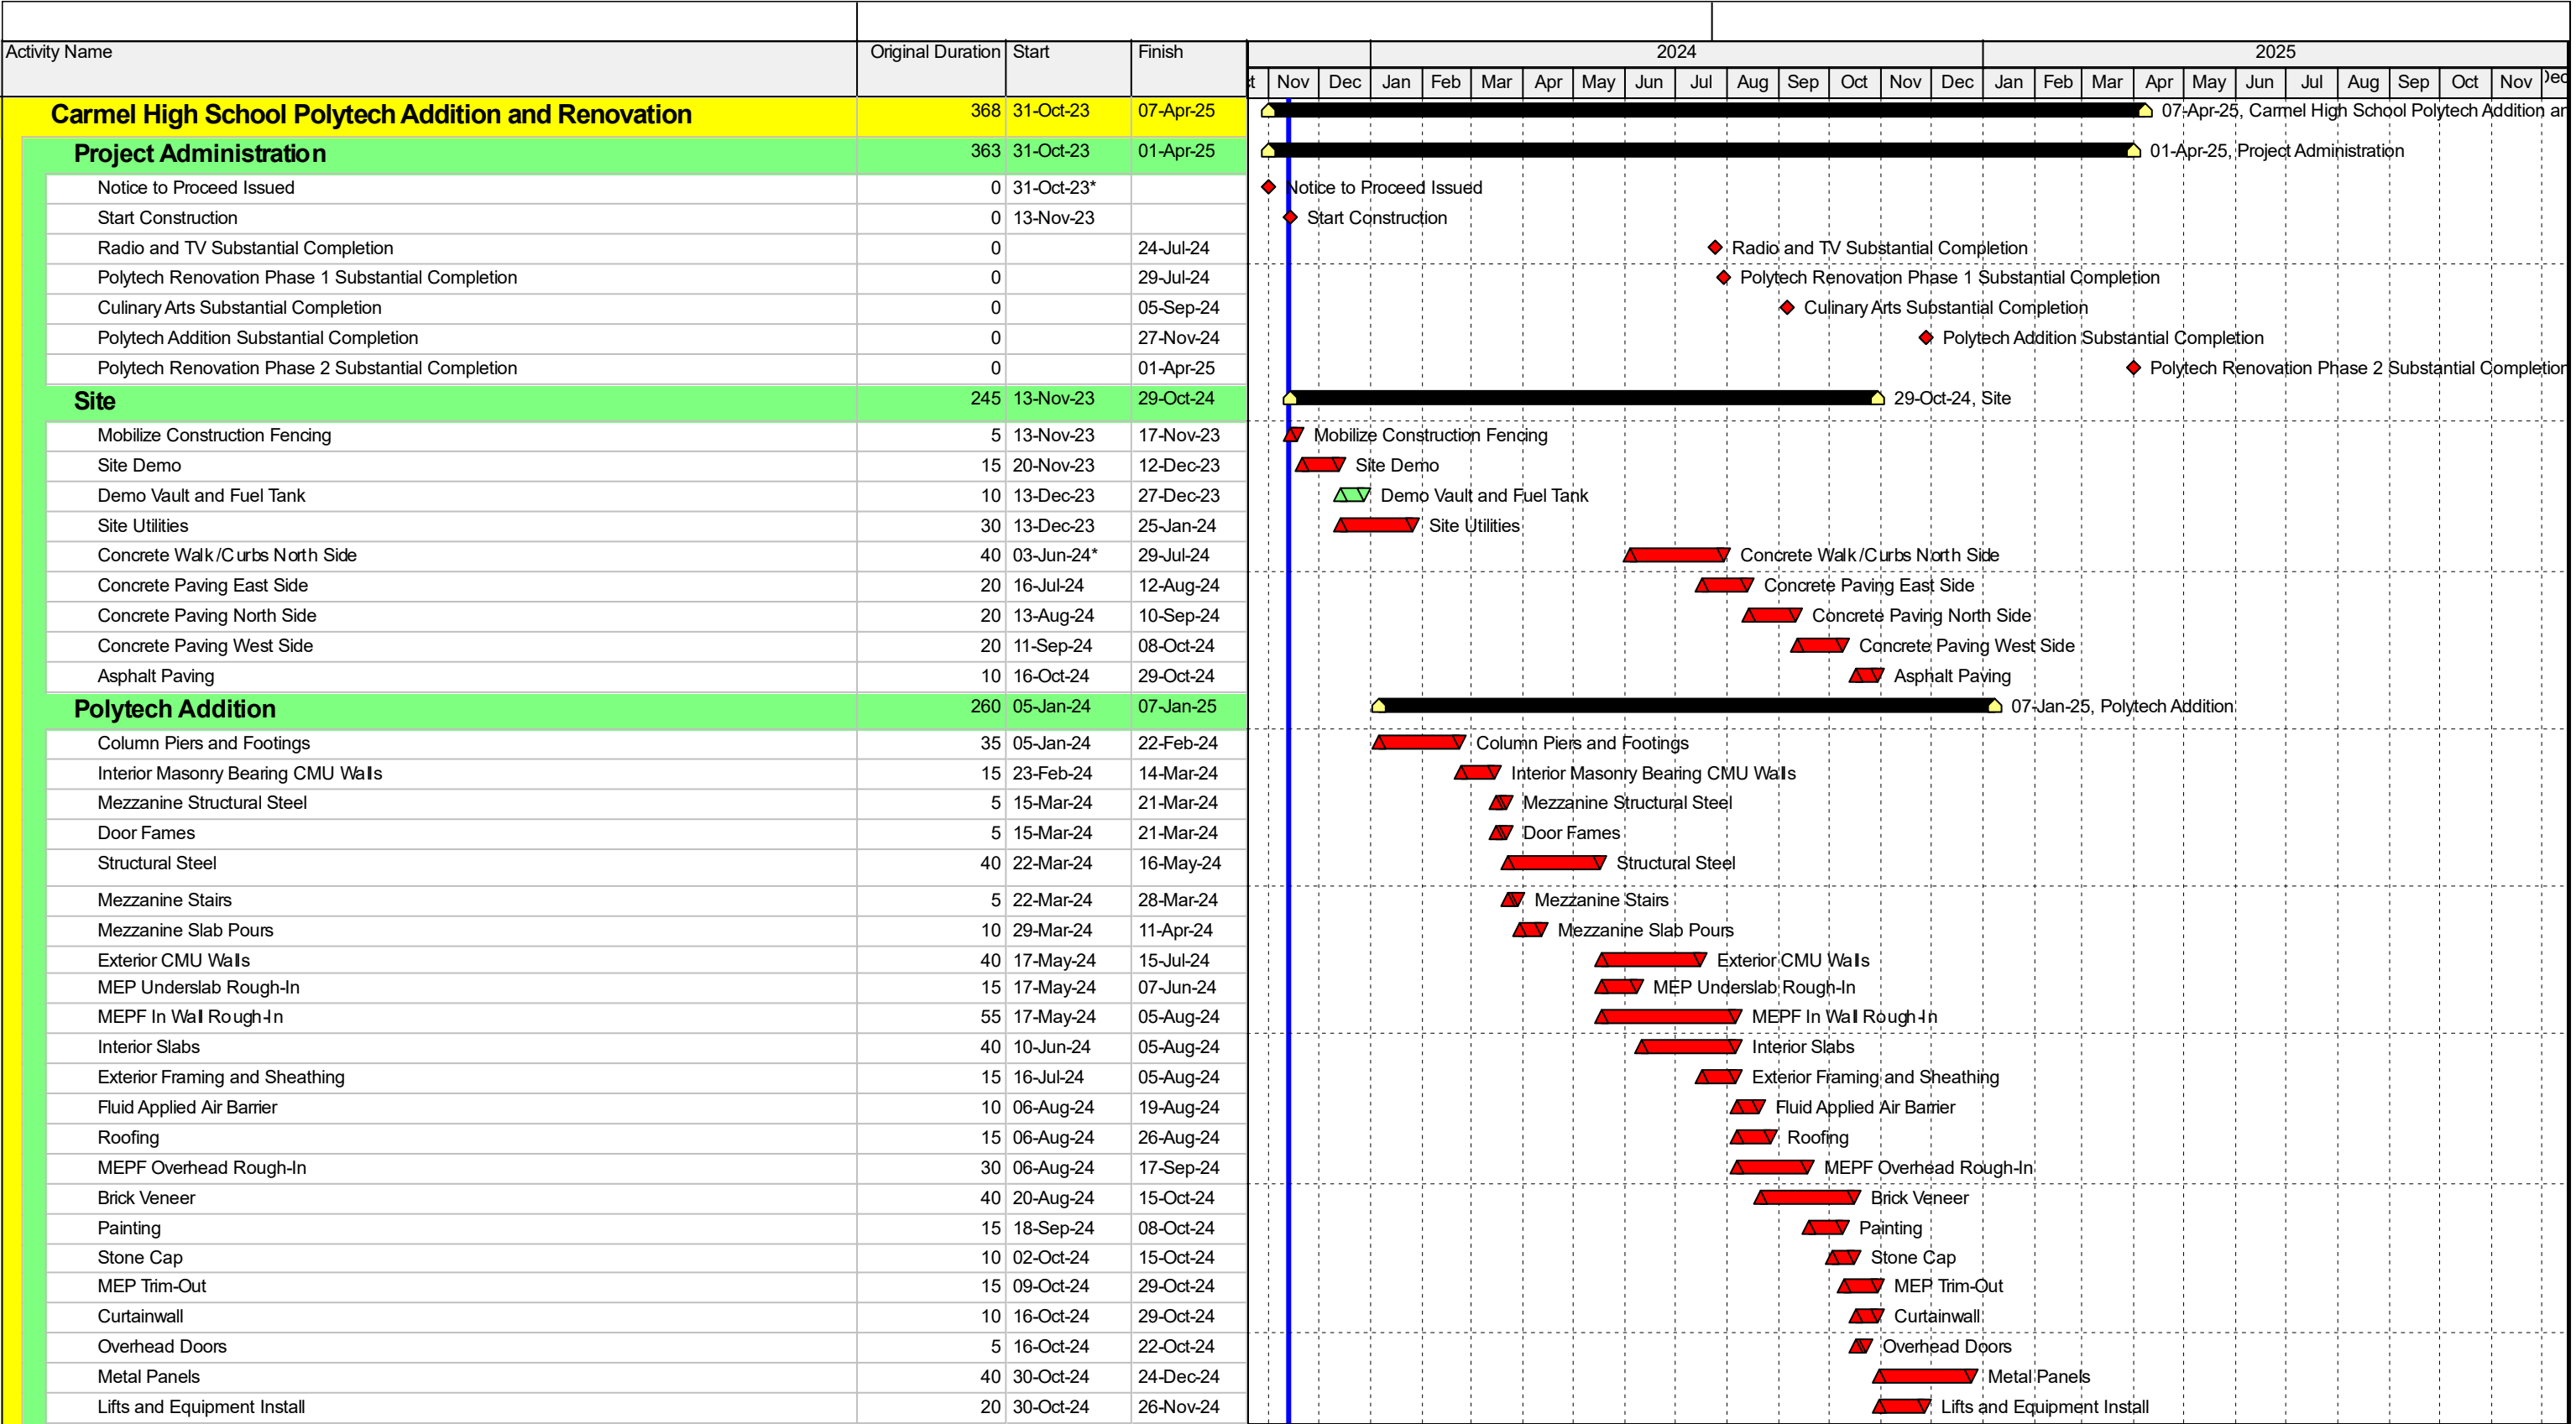 2024 2025
Activity Name Original Duration Start Finish
Nov Dec Jan Feb Mar Apr May Jun Jul Aug Sep Oct Nov Dec Jan Feb Mar Apr May Jun Jul Aug Sep Oct Nov
Carmel High School Polytech Addition and Renovation 368 31-Oct-23 07-Apr-25 07-Apr-25, Carmel High School Polytech Addition
Project Administration 363 31-Oct-23 01-Apr-25 01-Apr-25, Project Administration
Notice to Proceed Issued 0 31-Oct-23* Notice to Proceed Issued
Start Construction 0 13-Nov-23 Start Construction
Radio and TV Substantial Completion 0 24-Jul-24 Radio and TV Substantial Completion
Polytech Renovation Phase 1 Substantial Completion 0 29-Jul-24 Polytech Renovation Phase 1 Substantial Completion
Culinary Arts Substantial Completion 0 05-Sep-24 Culinary Arts Substantial Completion
Polytech Addition Substantial Completion 0 27-Nov-24 Polytech Addition Substantial Completion
Polytech Renovation Phase 2 Substantial Completion 0 01-Apr-25 Polytech Renovation Phase 2 Substantial Completion
Site 245 13-Nov-23 29-Oct-24 29-Oct-24, Site
Mobilize Construction Fencing 5 13-Nov-23 17-Nov-23 Mobilize Construction Fencing
Site Demo 15 20-Nov-23 12-Dec-23 Site Demo
Demo Vault and Fuel Tank 10 13-Dec-23 27-Dec-23 Demo Vault and Fuel Tank
Site Utilities 30 13-Dec-23 25-Jan-24 Site Utilities
Concrete Walk/Curbs North Side 40 03-Jun-24* 29-Jul-24 Concrete Walk/Curbs North Side
Concrete Paving East Side 20 16-Jul-24 12-Aug-24 Concrete Paving East Side
Concrete Paving North Side 20 13-Aug-24 10-Sep-24 Concrete Paving North Side
Concrete Paving West Side 20 11-Sep-24 08-Oct-24 Concrete Paving West Side
Asphalt Paving 10 16-Oct-24 29-Oct-24 Asphalt Paving
Polytech Addition 260 05-Jan-24 07-Jan-25 07-Jan-25, Polytech Addition
Column Piers and Footings 35 05-Jan-24 22-Feb-24 Column Piers and Footings
Interior Masonry Bearing CMU Walls 15 23-Feb-24 14-Mar-24 Interior Masonry Bearing CMU Walls
Mezzanine Structural Steel 5 15-Mar-24 21-Mar-24 Mezzanine Structural Steel
Door Fames 5 15-Mar-24 21-Mar-24 Door Fames
Structural Steel 40 22-Mar-24 16-May-24 Structural Steel
Mezzanine Stairs 5 22-Mar-24 28-Mar-24 Mezzanine Stairs
Mezzanine Slab Pours 10 29-Mar-24 11-Apr-24 Mezzanine Slab Pours
Exterior CMU Walls 40 17-May-24 15-Jul-24 Exterior CMU Walls
MEP Underslab Rough-In 15 17-May-24 07-Jun-24 MEP Underslab Rough-In
MEPF In Wall Rough-In 55 17-May-24 05-Aug-24 MEPF In Wall Rough-In
Interior Slabs 40 10-Jun-24 05-Aug-24 Interior Slabs
Exterior Framing and Sheathing 15 16-Jul-24 05-Aug-24 Exterior Framing and Sheathing
Fluid Applied Air Barrier 10 06-Aug-24 19-Aug-24 Fluid Applied Air Barrier
Roofing 15 06-Aug-24 26-Aug-24 Roofing
MEPF Overhead Rough-In 30 06-Aug-24 17-Sep-24 MEPF Overhead Rough-In
Brick Veneer 40 20-Aug-24 15-Oct-24 Brick Veneer
Painting 15 18-Sep-24 08-Oct-24 Painting
Stone Cap 10 02-Oct-24 15-Oct-24 Stone Cap
MEP Trim-Out 15 09-Oct-24 29-Oct-24 MEP Trim-Out
Curtainwall 10 16-Oct-24 29-Oct-24 Curtainwall
Overhead Doors 5 16-Oct-24 22-Oct-24 Overhead Doors
Metal Panels 40 30-Oct-24 24-Dec-24 Metal Panels
Lifts and Equipment Install 20 30-Oct-24 26-Nov-24 Lifts and Equipment Install